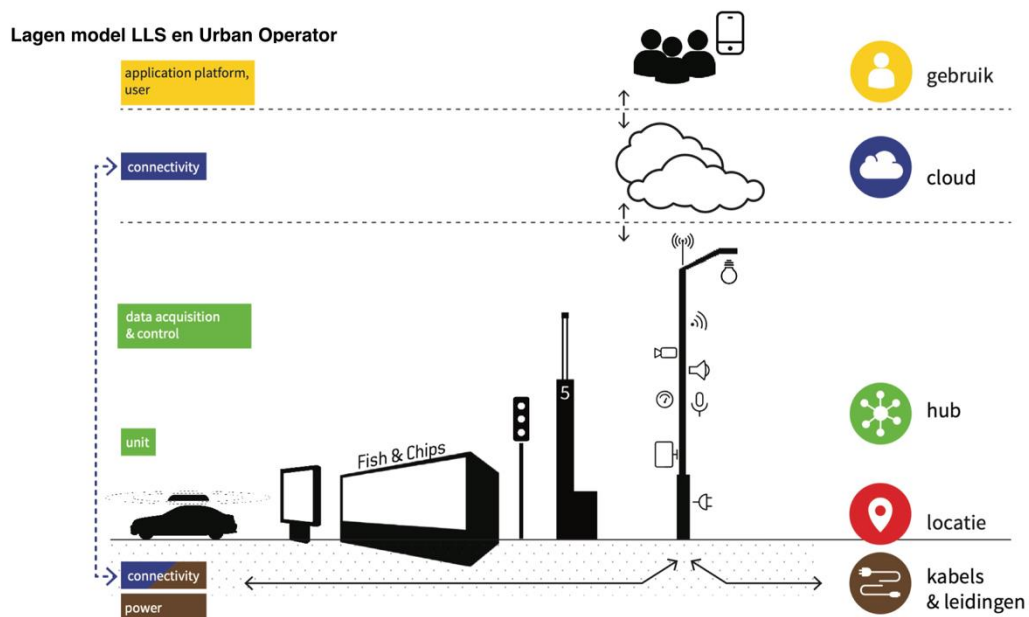 Lagen model LLS en Urban Operator
application platform,
user
gebruik
connectivity
cloud
data acquisition
& control
5
hub
unit
Fish & Chips
locatie
connectivity
power
kabels
& leidingen